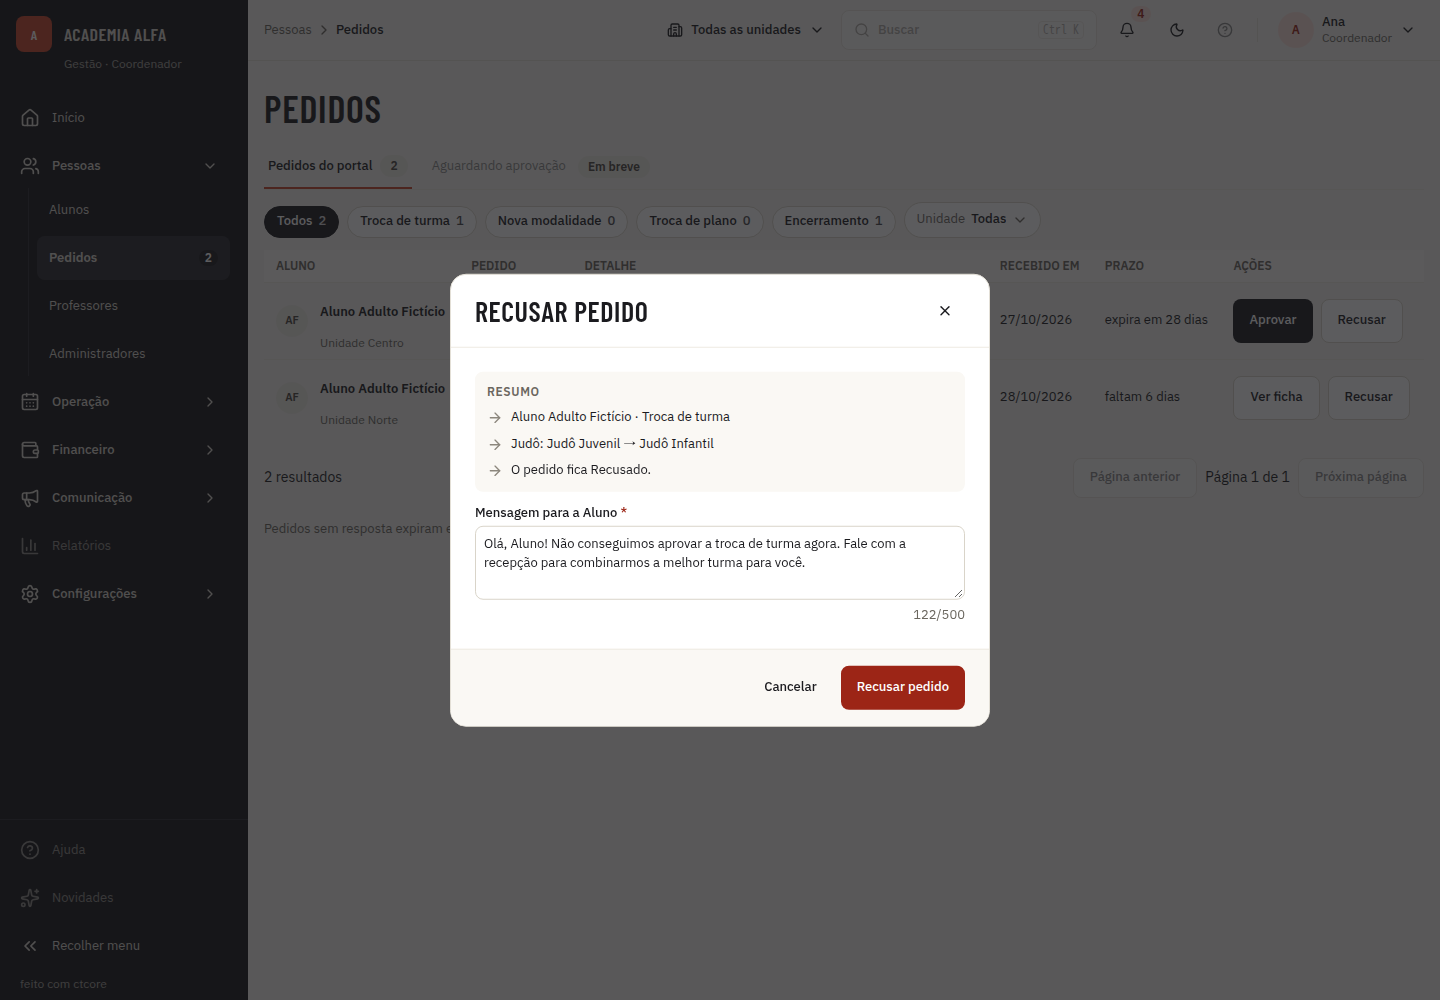 A
ACADEMIA ALFA
Gestão · Coordenador
Início
Pessoas
Alunos
Pedidos 2
Professores
Administradores
Operação
Financeiro
Comunicação
Relatórios
Configurações
Ajuda
Novidades
Recolher menu
feito com ctcore
Pessoas Pedidos
Todas as unidades
Buscar Ctrl K
4
A
Ana
Coordenador
PEDIDOS
Pedidos do portal 2
Aguardando aprovação Em breve
Todos 2
Troca de turma 1
Nova modalidade 0
Troca de plano 0
Encerramento 1
Unidade Todas
ALUNO PEDIDO DETALHE RECEBIDO EM PRAZO AÇÕES
AF Aluno Adulto Fictício 27/10/2026 expira em 28 dias Aprovar Recusar
Unidade Centro
AF Aluno Adulto Fictício 28/10/2026 faltam 6 dias Ver ficha Recusar
Unidade Norte
2 resultados
Página anterior Página 1 de 1 Próxima página
Pedidos sem resposta expiram
RECUSAR PEDIDO
RESUMO
Aluno Adulto Fictício · Troca de turma
Judô: Judô Juvenil → Judô Infantil
O pedido fica Recusado.
Mensagem para a Aluno *
Olá, Aluno! Não conseguimos aprovar a troca de turma agora. Fale com a
recepção para combinarmos a melhor turma para você.
122/500
Cancelar
Recusar pedido